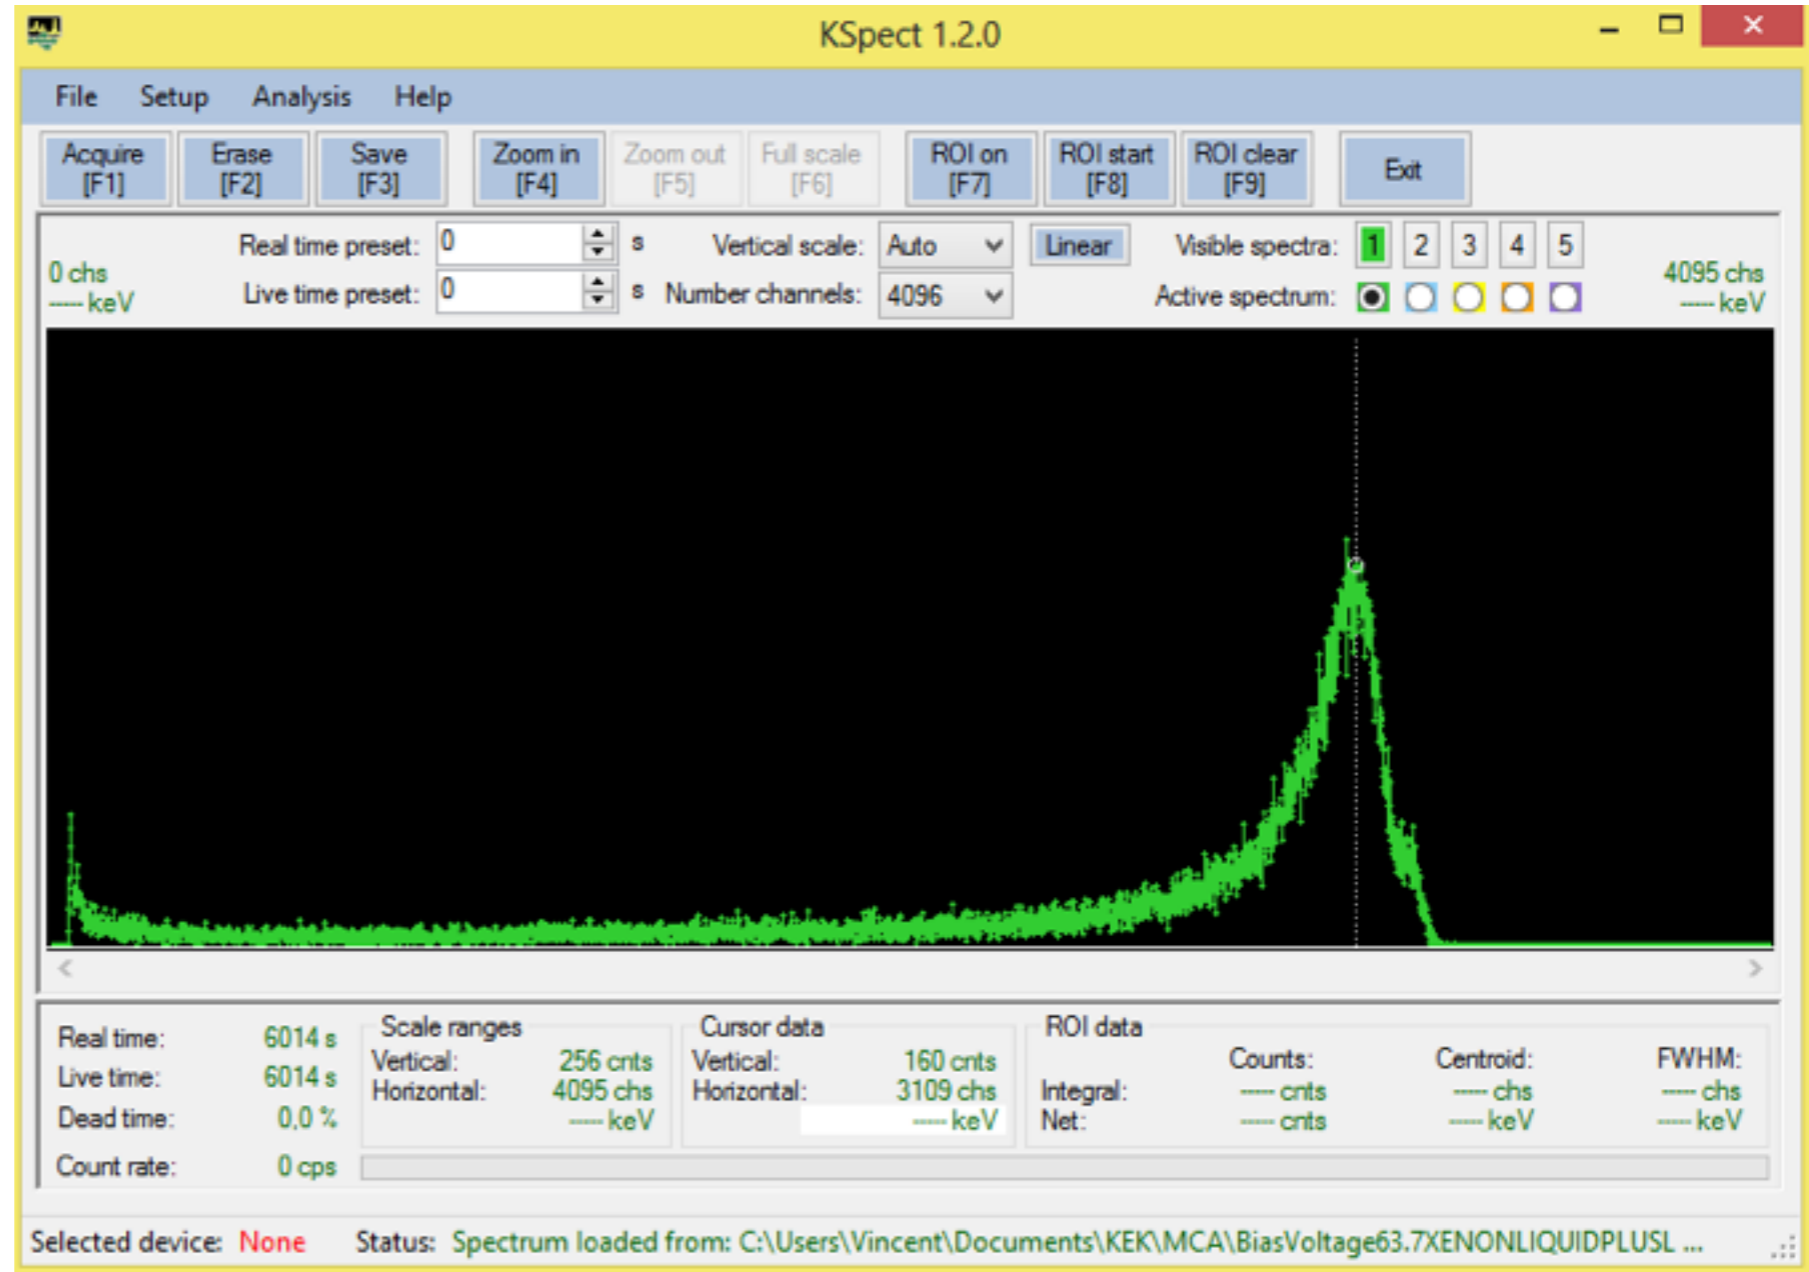 KSpect 1.2.0
File Setup Analysis Help
Acquire [F1] Erase [F2] Save [F3] Zoom in [F4] Zoom out [F5] Full scale [F6] ROI on [F7] ROI start [F8] ROI clear [F9] Exit
Real time preset: 0 s Vertical scale: Auto Linear Visible spectra: 1 2 3 4 5
0 chs 4095 chs
Live time preset: 0 s Number channels: 4096 Active spectrum:
---- keV ---- keV
Real time: 6014 s
Live time: 6014 s
Dead time: 0,0 %
Count rate: 0 cps
Scale ranges
Vertical: 256 cnts
Horizontal: 4095 chs
---- keV
Cursor data
Vertical: 160 cnts
Horizontal: 3109 chs
---- keV
ROI data
Counts: Centroid: FWHM:
Integral: ---- cnts ---- chs ---- chs
Net: ---- cnts ---- keV ---- keV
Selected device: None Status: Spectrum loaded from: C:\Users\Vincent\Documents\KEK\MCA\BiasVoltage63.7XENONLIQUIDPLUSL ...